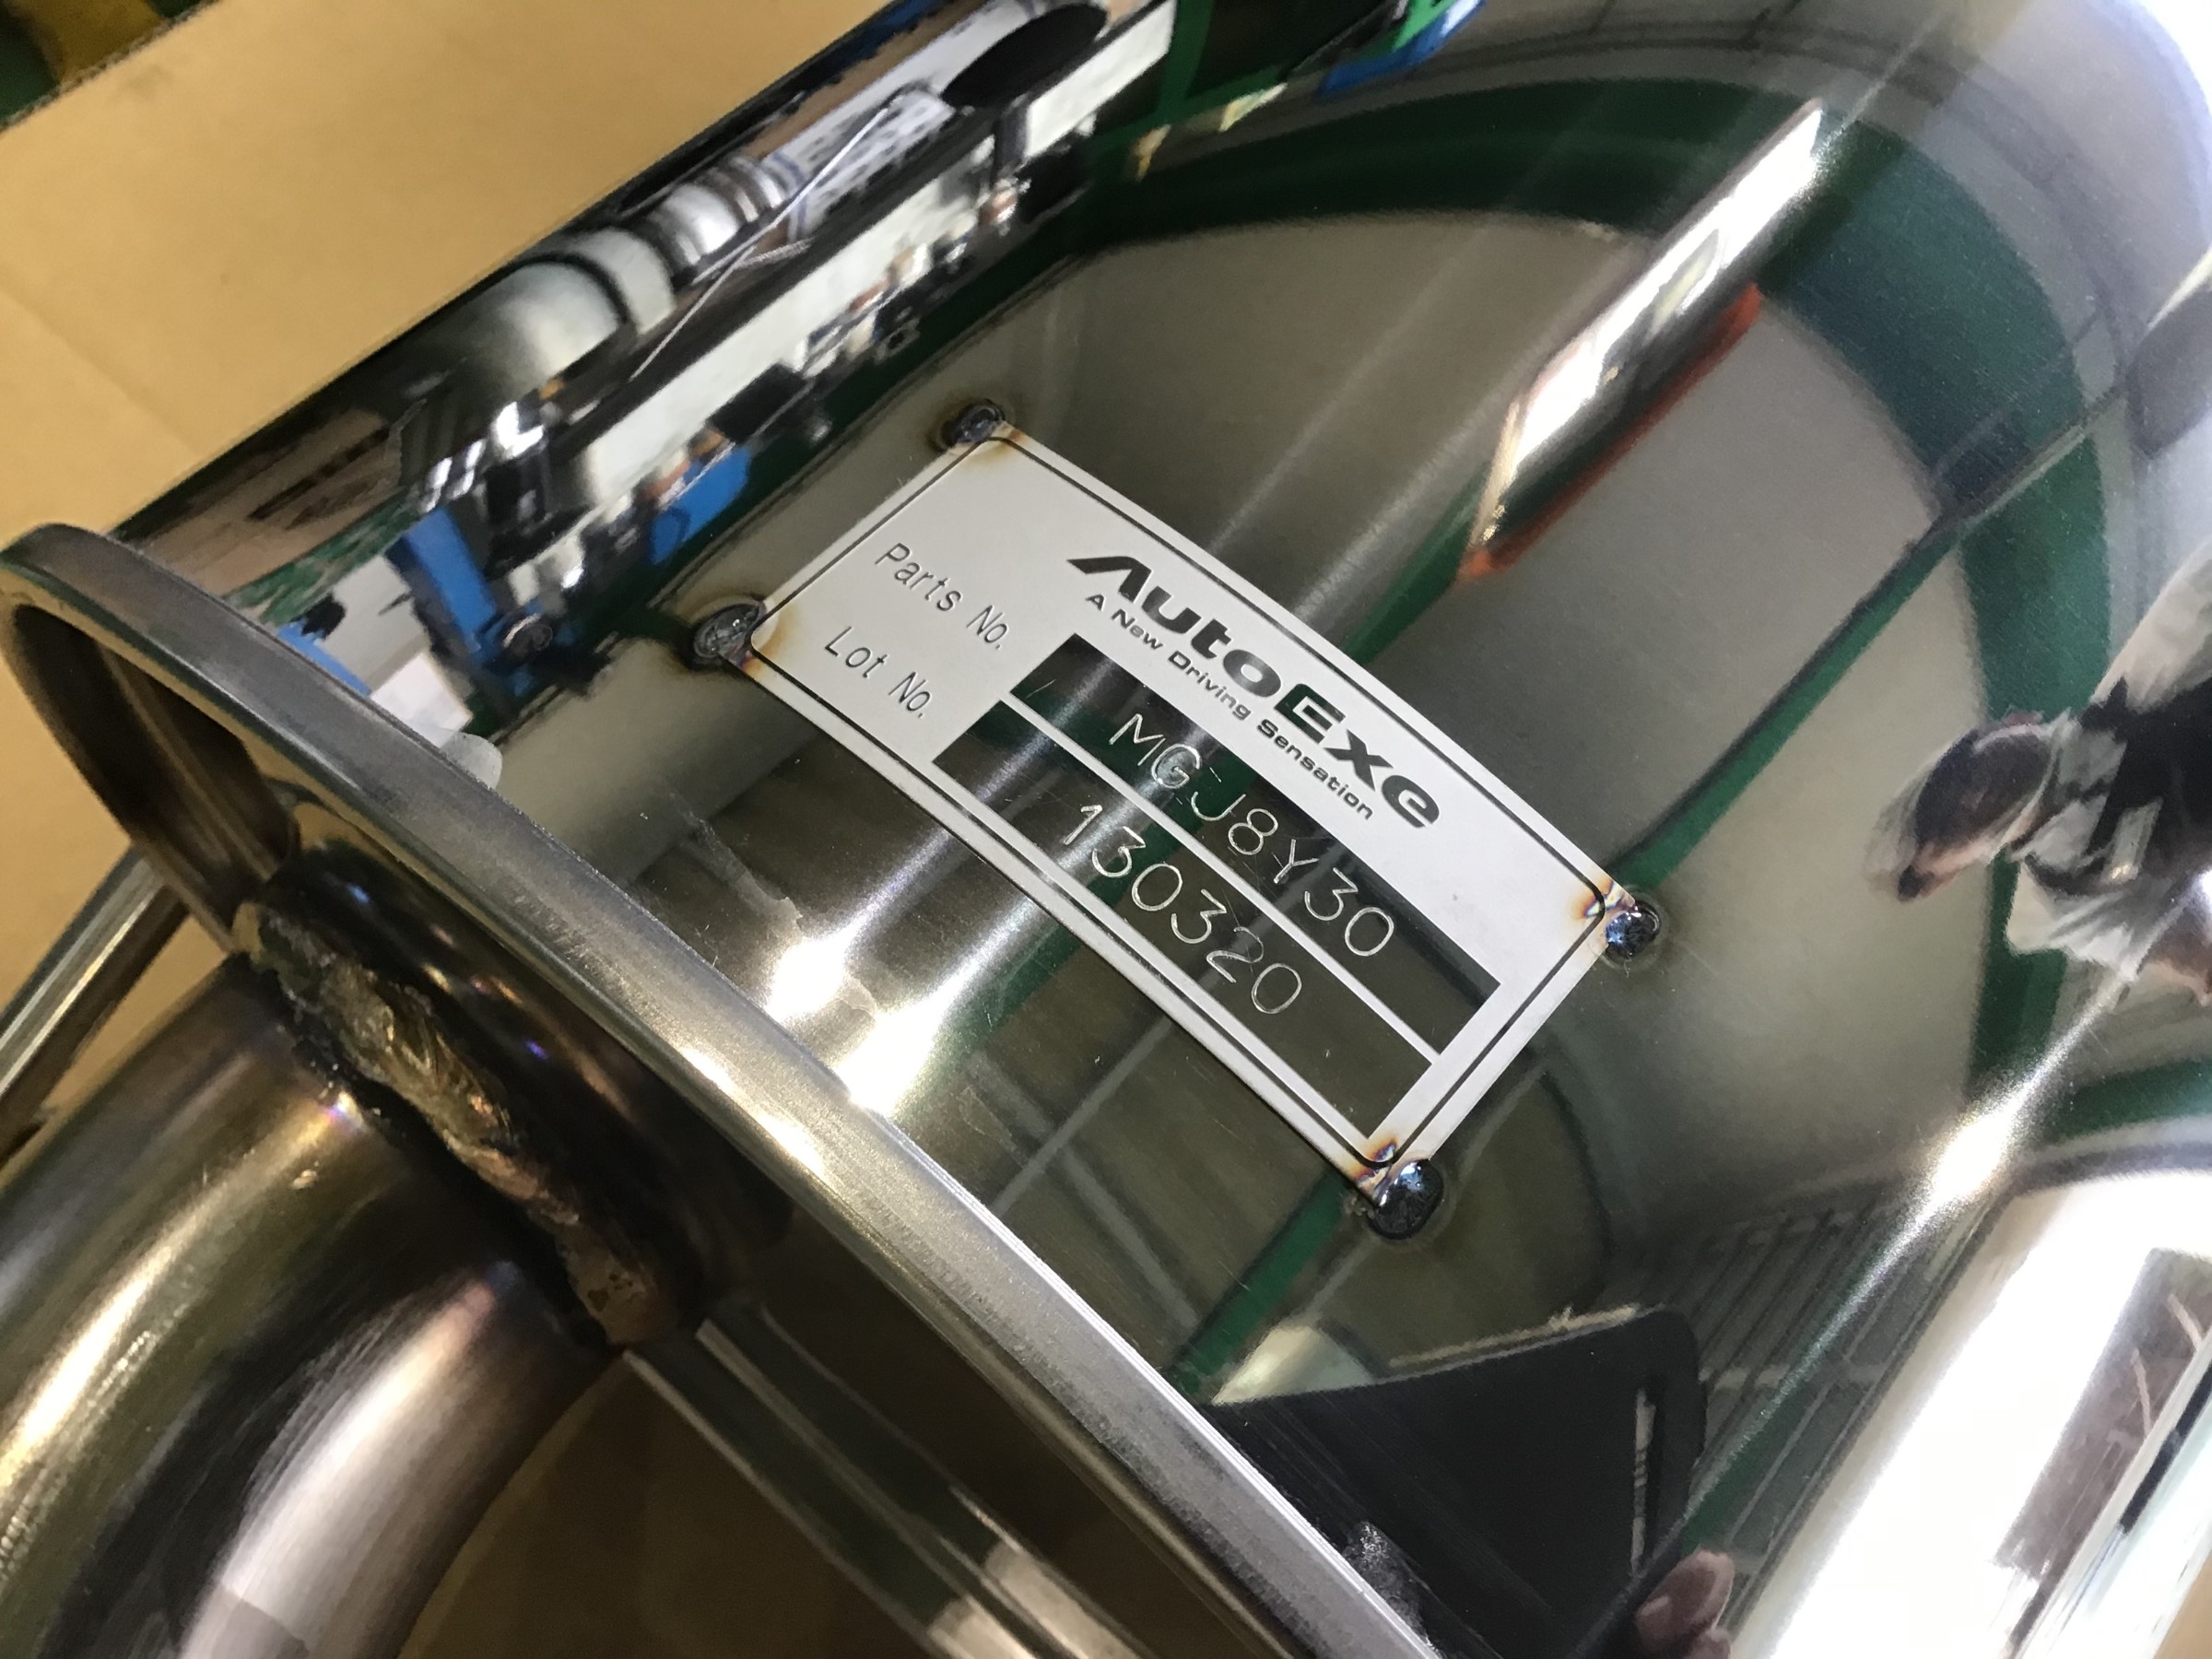 AutoExe
A New Driving Sensation
Parts No. MGJ8Y30
Lot No. 130320